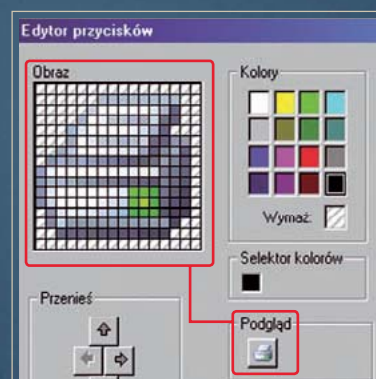 Edytor przycisków
Obraz
Kolory
Wymaż:
Selektor kolorów
Przenieś
Podgląd